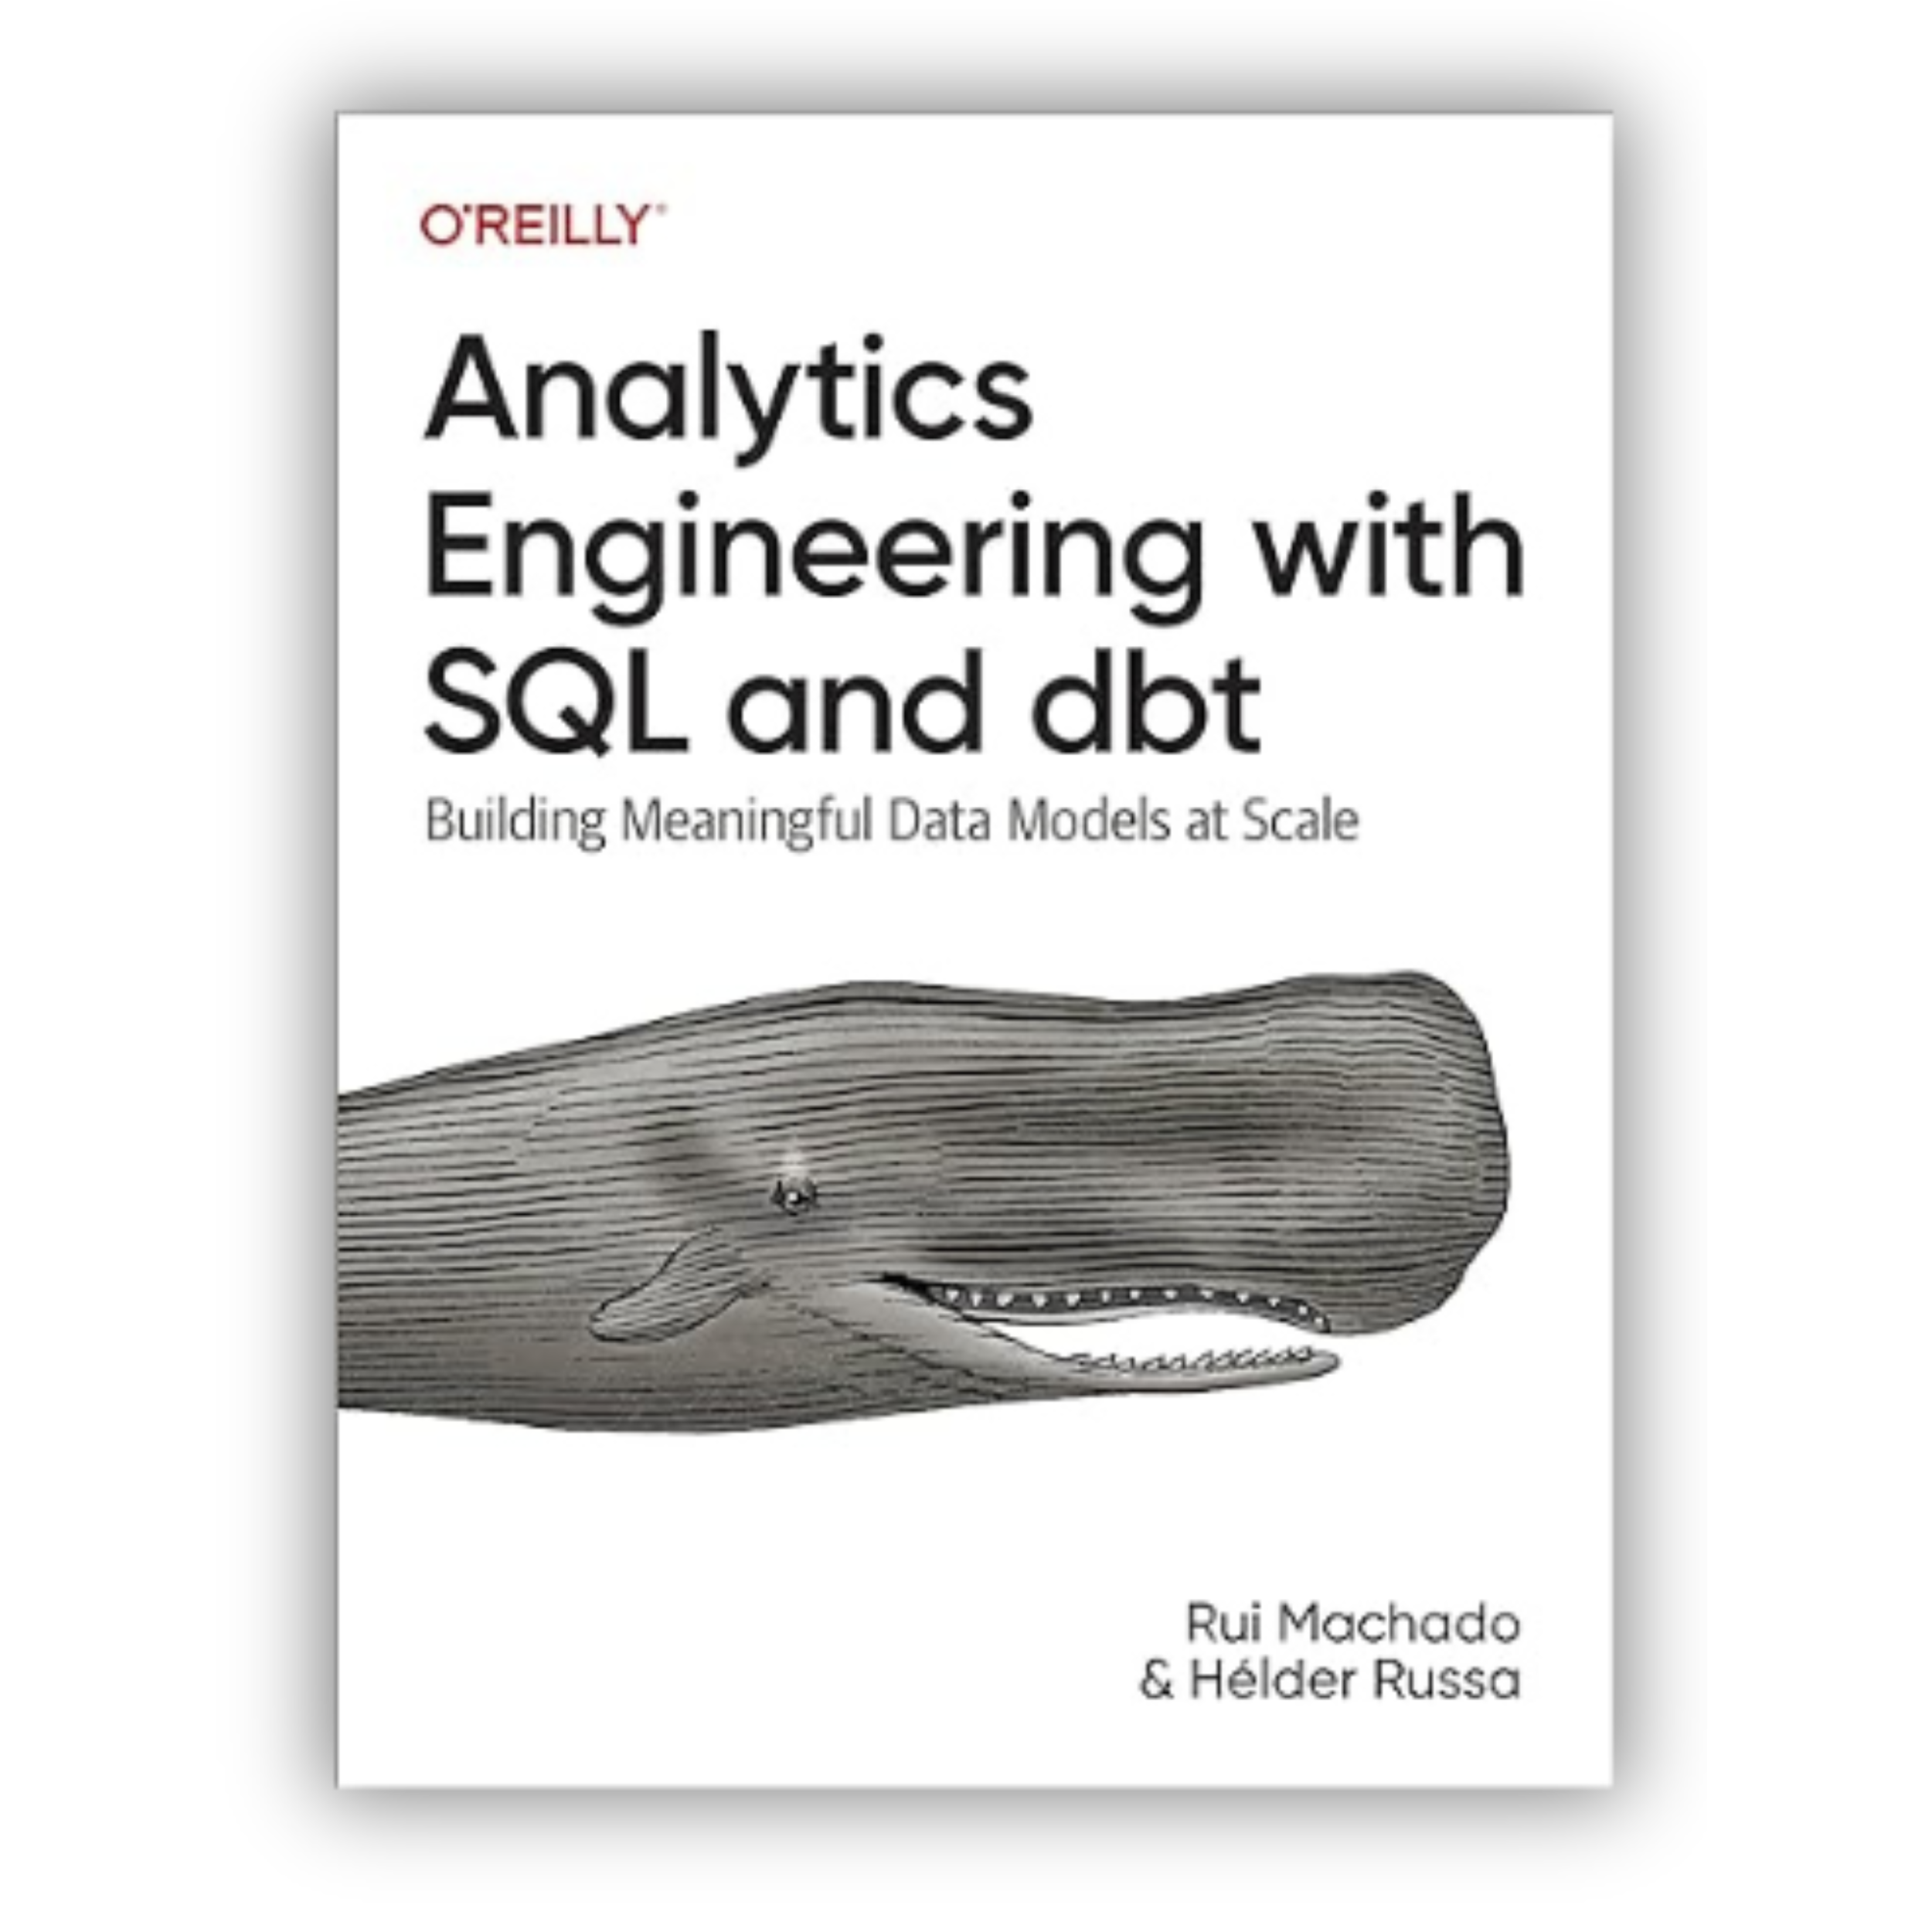 O'REILLY®
Analytics
Engineering with
SQL and dbt
Building Meaningful Data Models at Scale
Rui Machado
& Hélder Russa